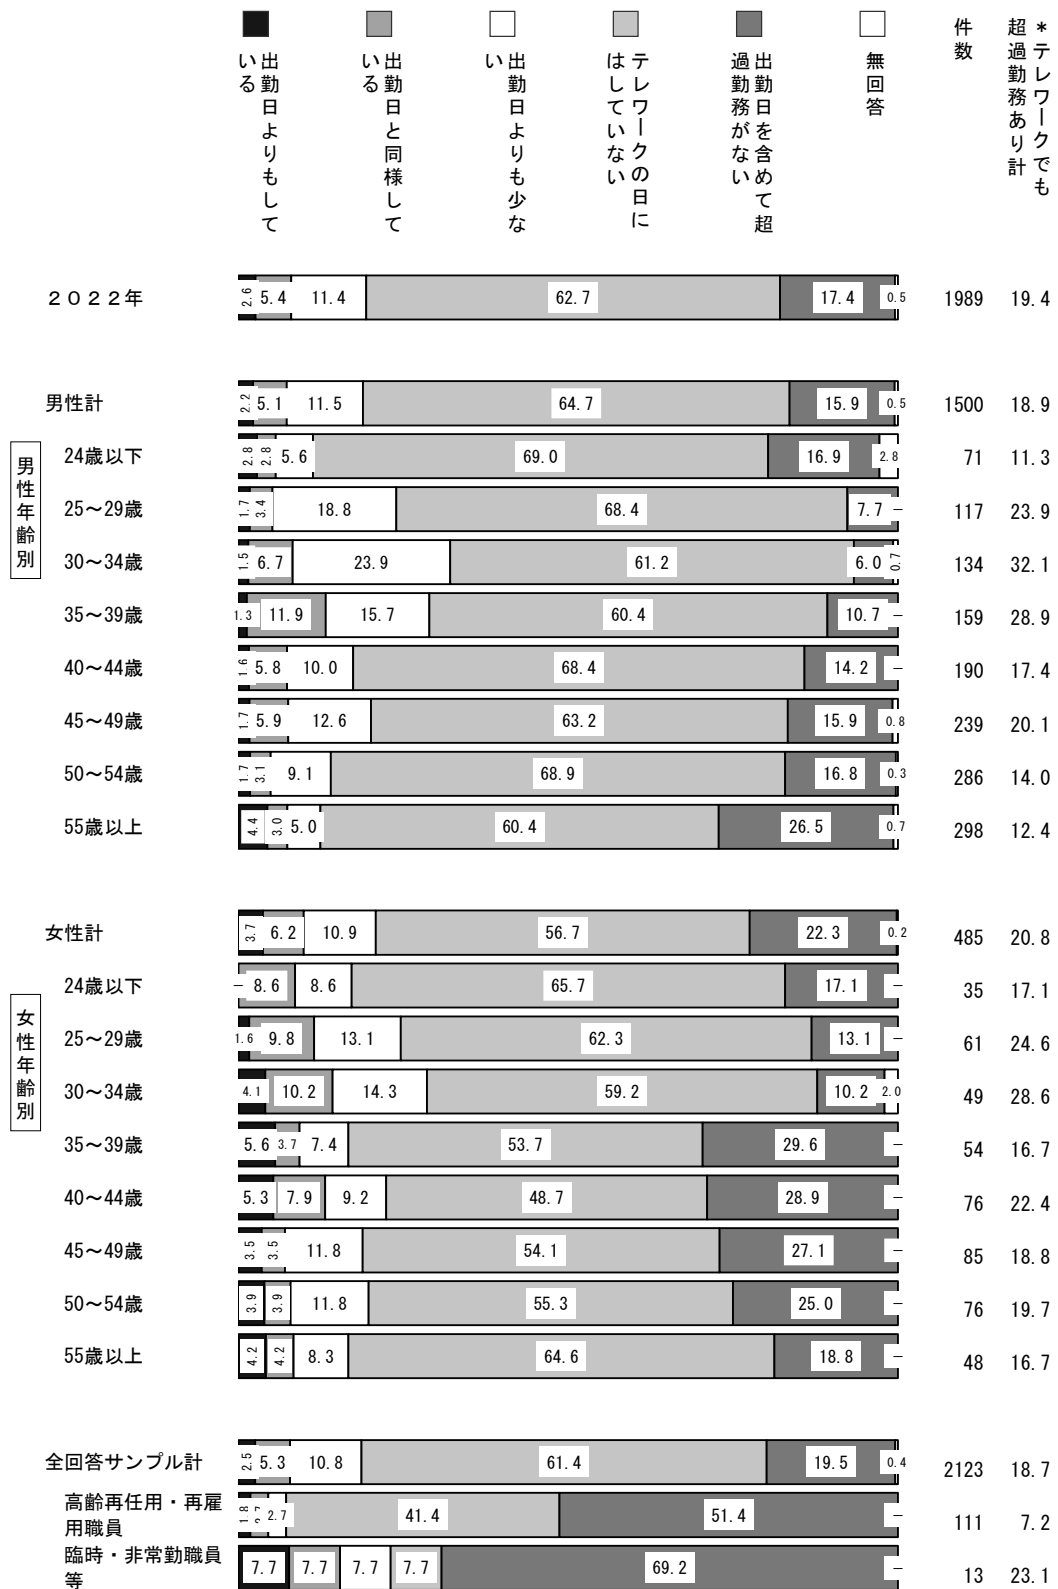 出勤日よりもして
いる
出勤日と同様して
いる
出勤日よりも少な
い
テレワークの日に
はしていない
出勤日を含めて超
過勤務がない
無回答
件数
＊テレワークでも
超過勤務あり計
２０２２年 2.6 5.4 11.4 62.7 17.4 0.5 1989 19.4
男性計 2.2 5.1 11.5 64.7 15.9 0.5 1500 18.9
男性年齢別
24歳以下 2.8 2.8 5.6 69.0 16.9 2.8 71 11.3
25～29歳 1.7 3.4 18.8 68.4 7.7 － 117 23.9
30～34歳 1.5 6.7 23.9 61.2 6.0 0.7 134 32.1
35～39歳 1.3 11.9 15.7 60.4 10.7 － 159 28.9
40～44歳 1.6 5.8 10.0 68.4 14.2 － 190 17.4
45～49歳 1.7 5.9 12.6 63.2 15.9 0.8 239 20.1
50～54歳 1.7 3.1 9.1 68.9 16.8 0.3 286 14.0
55歳以上 4.4 3.0 5.0 60.4 26.5 0.7 298 12.4
女性計 3.7 6.2 10.9 56.7 22.3 0.2 485 20.8
女性年齢別
24歳以下 － 8.6 8.6 65.7 17.1 － 35 17.1
25～29歳 1.6 9.8 13.1 62.3 13.1 － 61 24.6
30～34歳 4.1 10.2 14.3 59.2 10.2 2.0 49 28.6
35～39歳 5.6 3.7 7.4 53.7 29.6 － 54 16.7
40～44歳 5.3 7.9 9.2 48.7 28.9 － 76 22.4
45～49歳 3.5 3.5 11.8 54.1 27.1 － 85 18.8
50～54歳 3.9 3.9 11.8 55.3 25.0 － 76 19.7
55歳以上 4.2 4.2 8.3 64.6 18.8 － 48 16.7
全回答サンプル計 2.5 5.3 10.8 61.4 19.5 0.4 2123 18.7
高齢再任用・再雇
用職員 1.8 2.7 41.4 51.4 － 111 7.2
臨時・非常勤職員
等 7.7 7.7 7.7 7.7 69.2 － 13 23.1